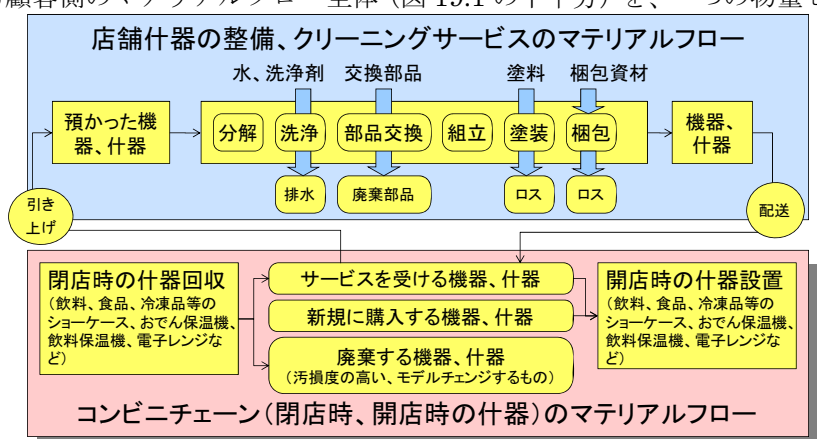 店舗什器の整備、クリーニングサービスのマテリアルフロー
水、洗浄剤 交換部品 塗料 梱包資材
預かった機
器、什器
分解 洗浄 部品交換 組立 塗装 梱包
機器、
什器
排水 廃棄部品 ロス ロス
引き
上げ
配送
閉店時の什器回収
(飲料、食品、冷凍品等の
ショーケース、おでん保温機、
飲料保温機、電子レンジな
ど)
サービスを受ける機器、什器
新規に購入する機器、什器
廃棄する機器、什器
(汚損度の高い、モデルチェンジするもの)
開店時の什器設置
(飲料、食品、冷凍品等の
ショーケース、おでん保温機、
飲料保温機、電子レンジな
ど)
コンビニチェーン(閉店時、開店時の什器)のマテリアルフロー